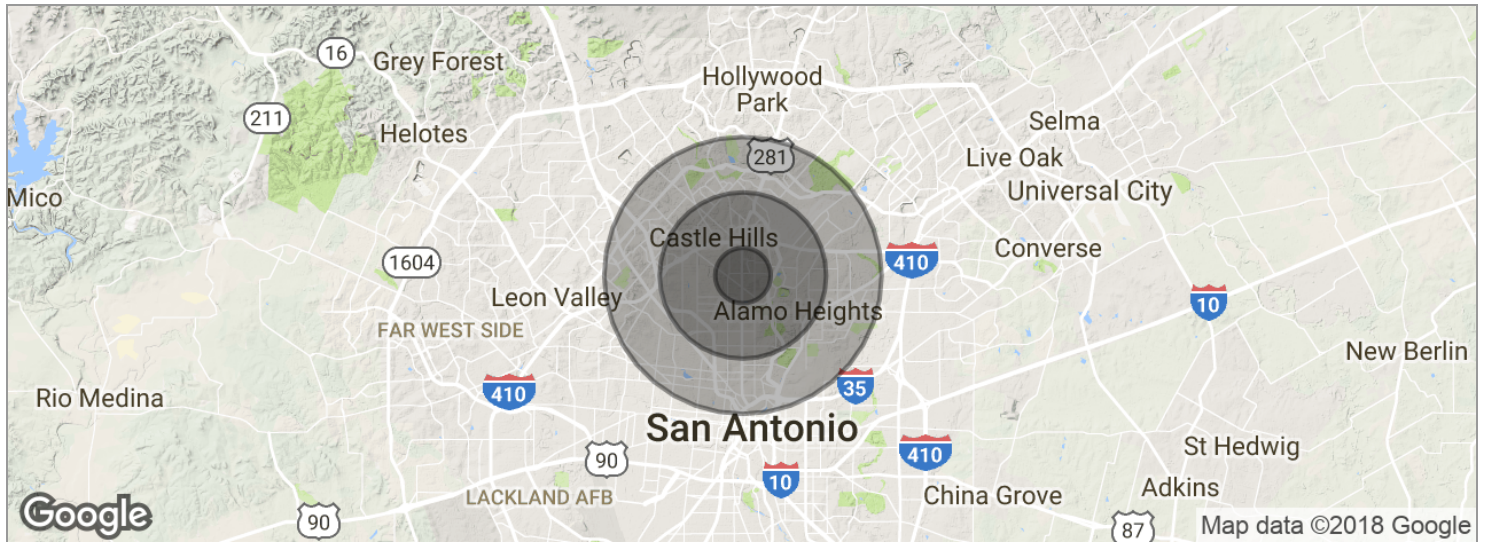 16
Grey Forest
Hollywood
Park
211
Helotes
Selma
281
Live Oak
Mico
Universal City
Castle Hills
Converse
1604
410
Leon Valley
10
Alamo Heights
FAR WEST SIDE
New Berlin
410
35
Rio Medina
San Antonio
St Hedwig
90
410
10
LACKLAND AFB
China Grove
Adkins
Google
90
87
Map data ©2018 Google